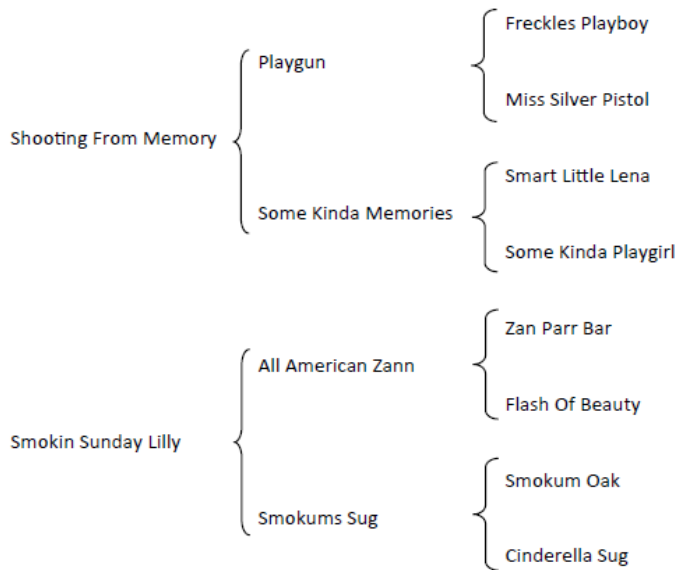 Freckles Playboy
Playgun
Miss Silver Pistol
Shooting From Memory
Smart Little Lena
Some Kinda Memories
Some Kinda Playgirl
Zan Parr Bar
All American Zann
Flash Of Beauty
Smokin Sunday Lilly
Smokum Oak
Smokums Sug
Cinderella Sug